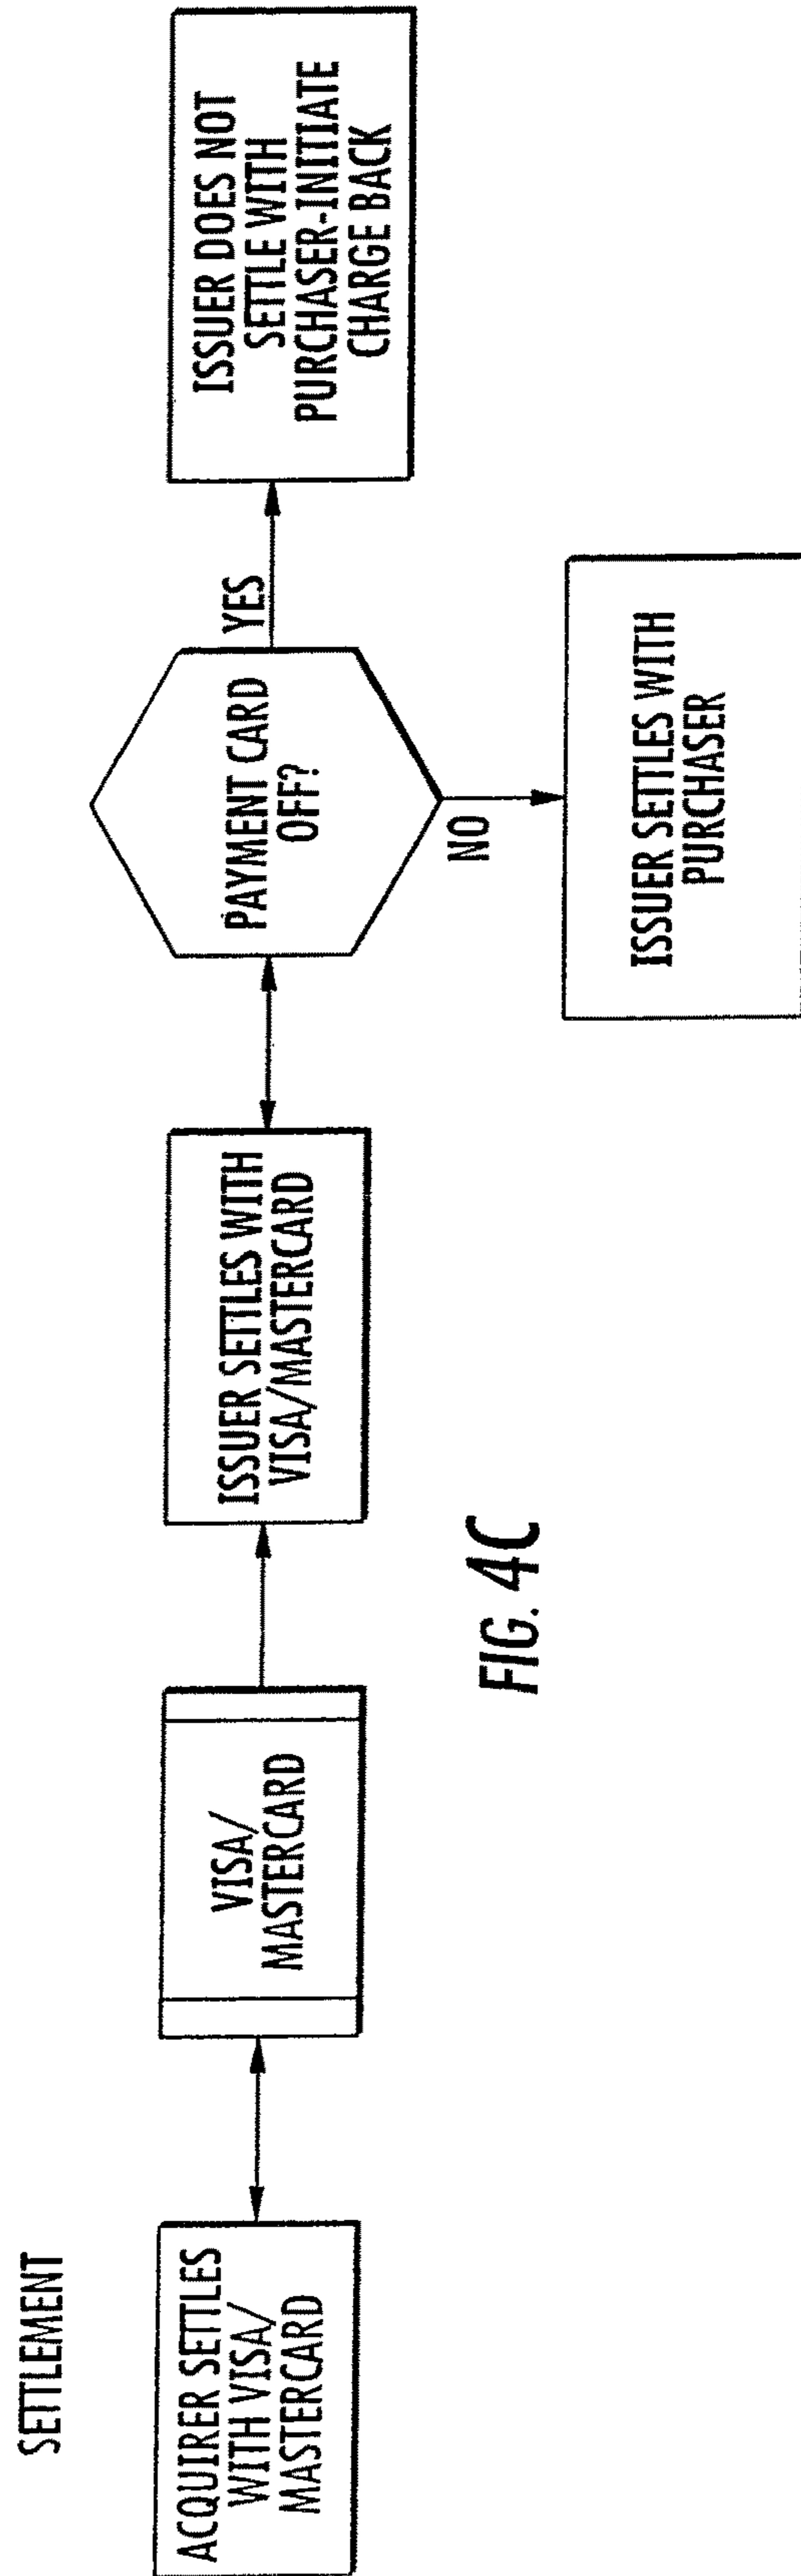 SETTLEMENT
ACQUIRER SETTLES
WITH VISA/
MASTERCARD
VISA/
MASTERCARD
ISSUER SETTLES WITH
VISA/MASTERCARD
PAYMENT CARD
OFF?
YES
ISSUER DOES NOT
SETTLE WITH
PURCHASER-INITIATE
CHARGE BACK
NO
ISSUER SETTLES WITH
PURCHASER
FIG. 4C